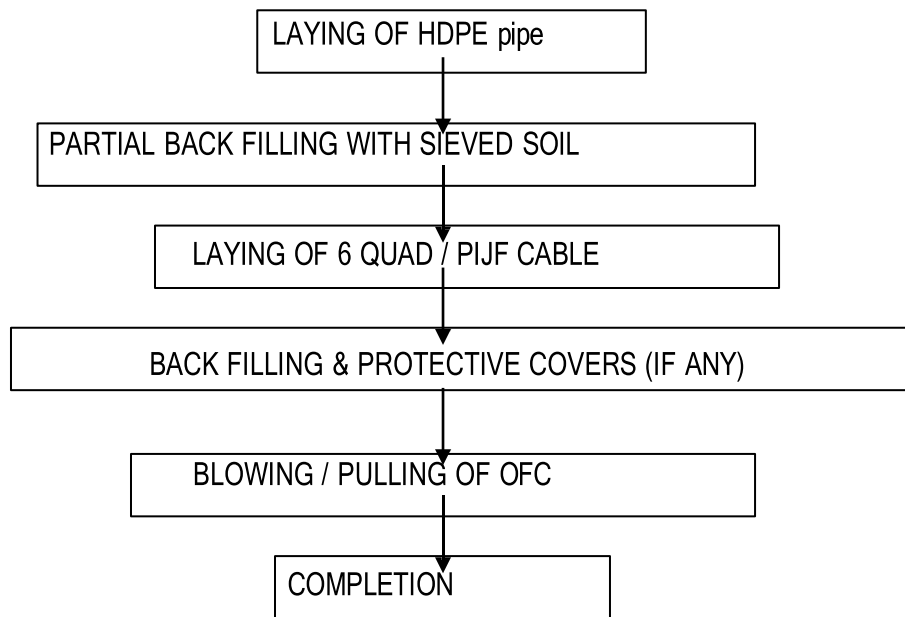 LAYING OF HDPE pipe
PARTIAL BACK FILLING WITH SIEVED SOIL
LAYING OF 6 QUAD / PIJF CABLE
BACK FILLING & PROTECTIVE COVERS (IF ANY)
BLOWING / PULLING OF OFC
COMPLETION